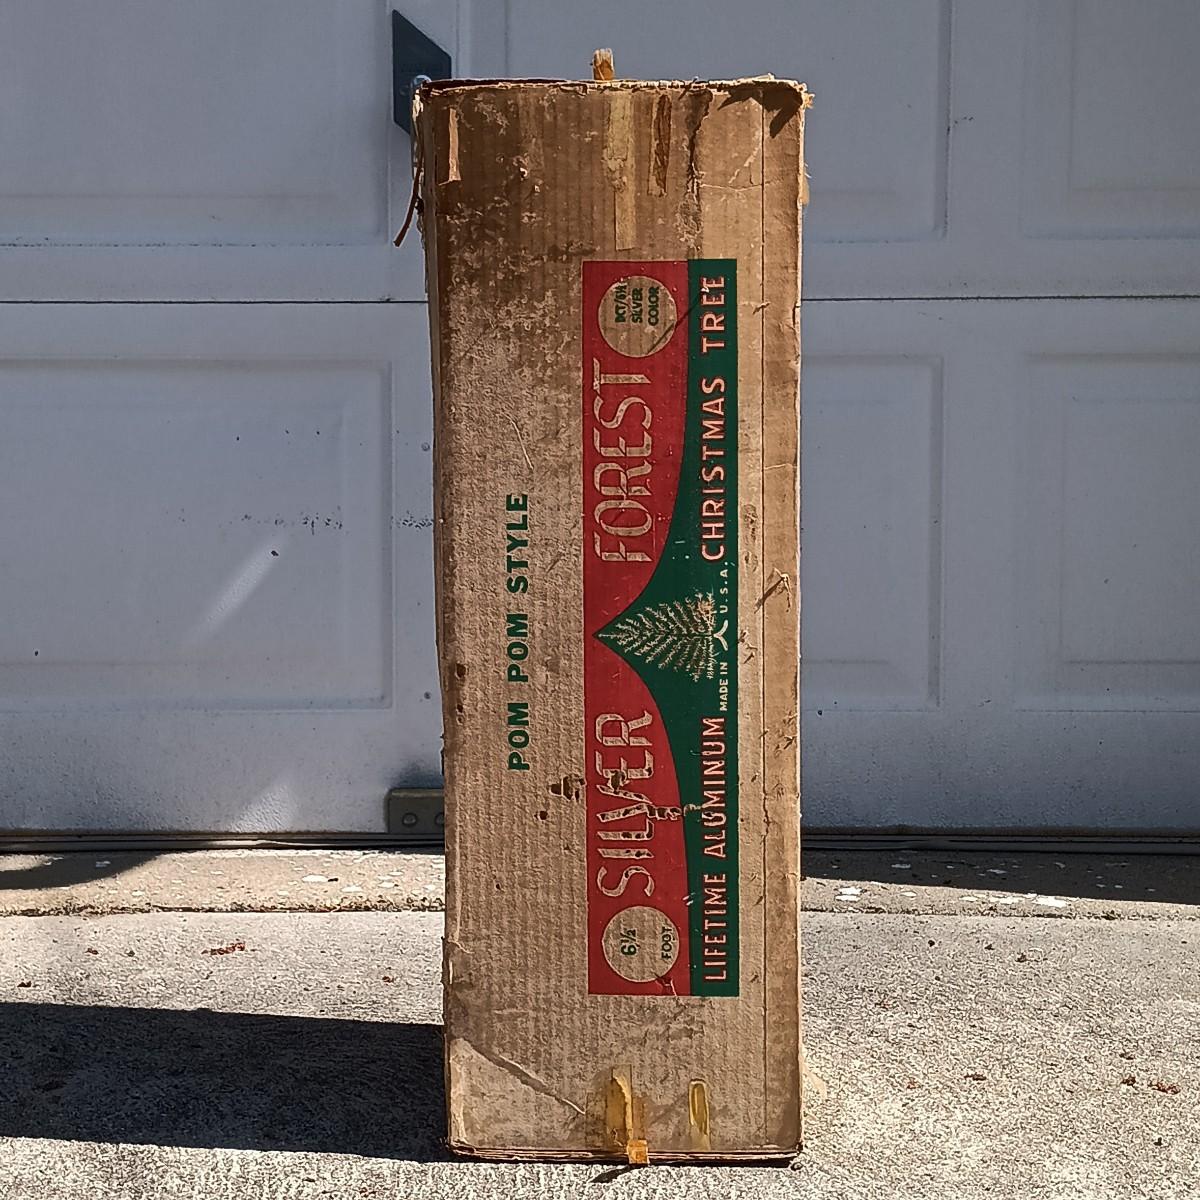 POM POM STYLE
SILVER FOREST
6½
FOOT
SILVER
COLOR
LIFETIME ALUMINUM
MADE IN U.S.A.
CHRISTMAS TREE